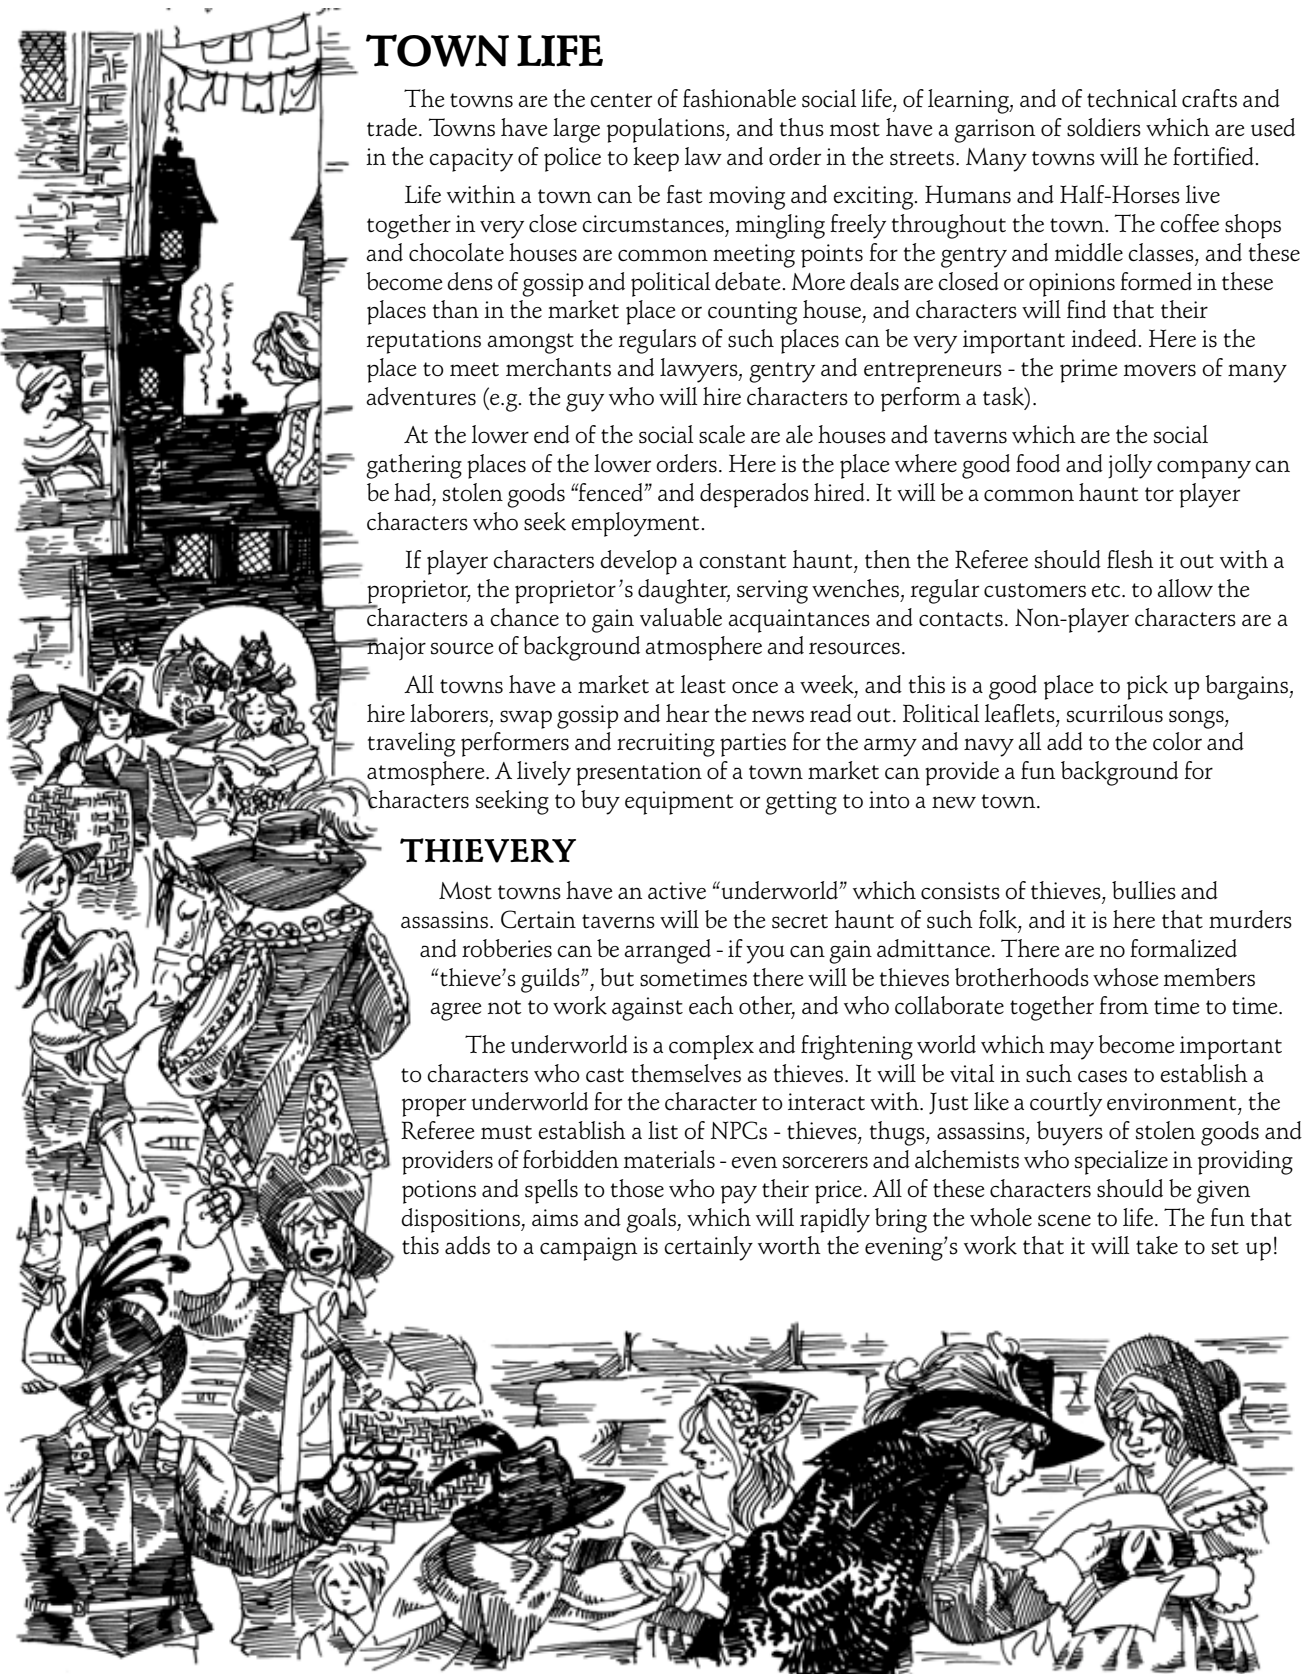 TOWN LIFE
The towns are the center of fashionable social life, of learning, and of technical crafts and
trade. Towns have large populations, and thus most have a garrison of soldiers which are used
in the capacity of police to keep law and order in the streets. Many towns will he fortified.
Life within a town can be fast moving and exciting. Humans and Half-Horses live
together in very close circumstances, mingling freely throughout the town. The coffee shops
and chocolate houses are common meeting points for the gentry and middle classes, and these
become dens of gossip and political debate. More deals are closed or opinions formed in these
places than in the market place or counting house, and characters will find that their
reputations amongst the regulars of such places can be very important indeed. Here is the
place to meet merchants and lawyers, gentry and entrepreneurs - the prime movers of many
adventures (e.g. the guy who will hire characters to perform a task).
At the lower end of the social scale are ale houses and taverns which are the social
gathering places of the lower orders. Here is the place where good food and jolly company can
be had, stolen goods “fenced” and desperados hired. It will be a common haunt tor player
characters who seek employment.
If player characters develop a constant haunt, then the Referee should flesh it out with a
proprietor, the proprietor’s daughter, serving wenches, regular customers etc. to allow the
characters a chance to gain valuable acquaintances and contacts. Non-player characters are a
major source of background atmosphere and resources.
All towns have a market at least once a week, and this is a good place to pick up bargains,
hire laborers, swap gossip and hear the news read out. Political leaflets, scurrilous songs,
traveling performers and recruiting parties for the army and navy all add to the color and
atmosphere. A lively presentation of a town market can provide a fun background for
characters seeking to buy equipment or getting to into a new town.
THIEVERY
Most towns have an active “underworld” which consists of thieves, bullies and
assassins. Certain taverns will be the secret haunt of such folk, and it is here that murders
and robberies can be arranged - if you can gain admittance. There are no formalized
“thieve’s guilds”, but sometimes there will be thieves brotherhoods whose members
agree not to work against each other, and who collaborate together from time to time.
The underworld is a complex and frightening world which may become important
to characters who cast themselves as thieves. It will be vital in such cases to establish a
proper underworld for the character to interact with. Just like a courtly environment, the
Referee must establish a list of NPCs - thieves, thugs, assassins, buyers of stolen goods and
providers of forbidden materials - even sorcerers and alchemists who specialize in providing
potions and spells to those who pay their price. All of these characters should be given
dispositions, aims and goals, which will rapidly bring the whole scene to life. The fun that
this adds to a campaign is certainly worth the evening’s work that it will take to set up!